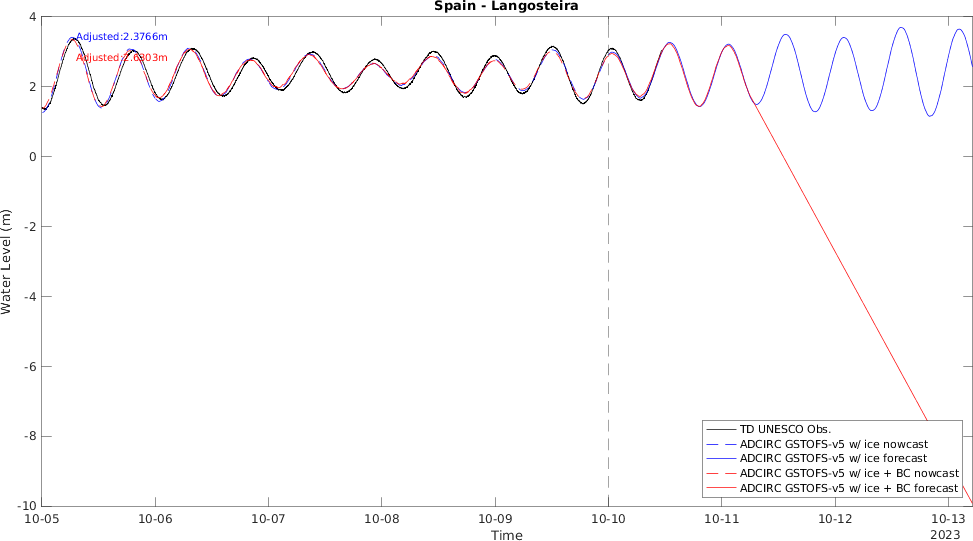 Spain - Langosteira
Adjusted:2.3766m
Adjusted:2.6303m
4
2
0
-2
-4
-6
-8
-10
Water Level (m)
10-05 10-06 10-07 10-08 10-09 10-10 10-11 10-12 10-13
2023
Time
TD UNESCO Obs.
ADCIRC GSTOFS-v5 w/ ice nowcast
ADCIRC GSTOFS-v5 w/ ice forecast
ADCIRC GSTOFS-v5 w/ ice + BC nowcast
ADCIRC GSTOFS-v5 w/ ice + BC forecast